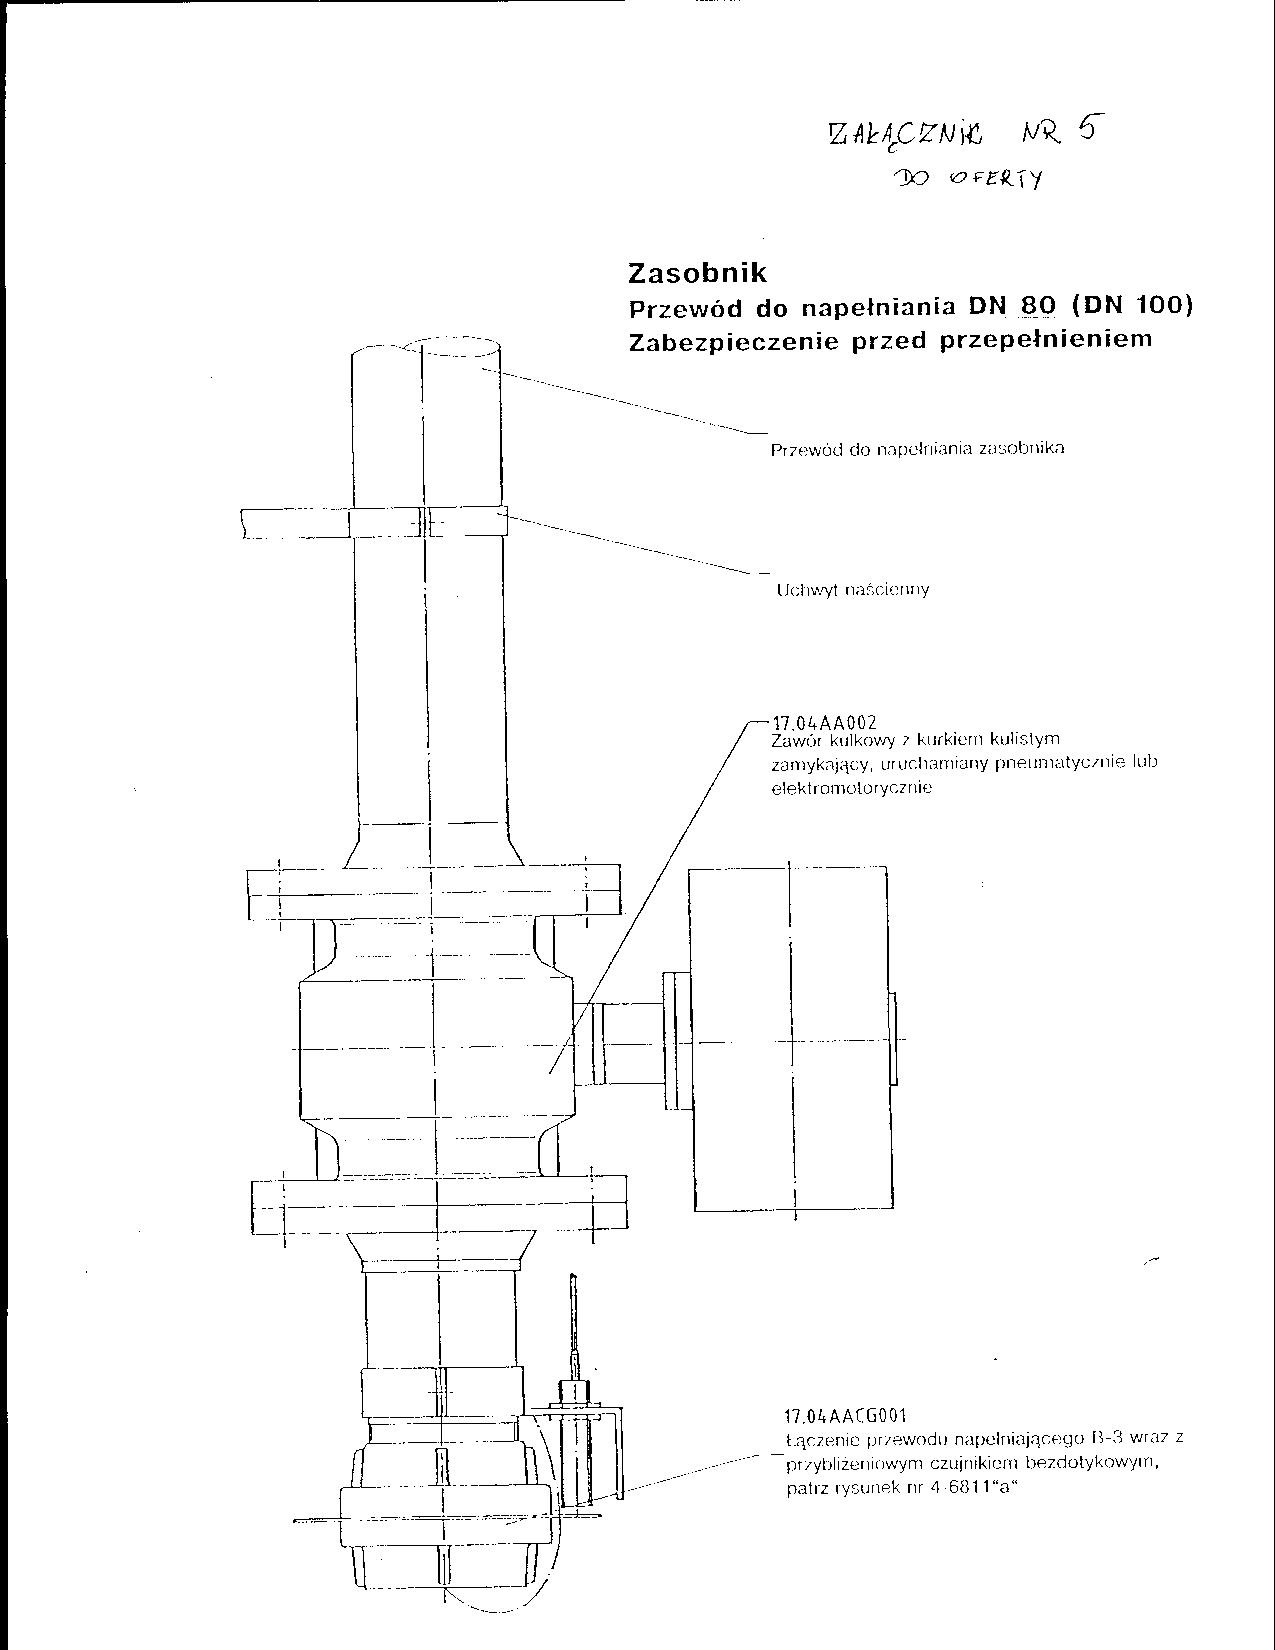 ZAŁĄCZNIK NR 5
DO OFERTY
Zasobnik
Przewód do napełniania DN 80 (DN 100)
Zabezpieczenie przed przepełnieniem
Przewód do napełniania zasobnika
Uchwyt naścienny
17.04AA002
Zawór kulkowy z kurkiem kulistym
zamykający, uruchamiany pneumatycznie lub
elektromotorycznie
17.04AACG001
Łączenie przewodu napełniającego B-3 wraz z
przybliżeniowym czujnikiem bezdotykowym,
patrz rysunek nr 4-6811"a"